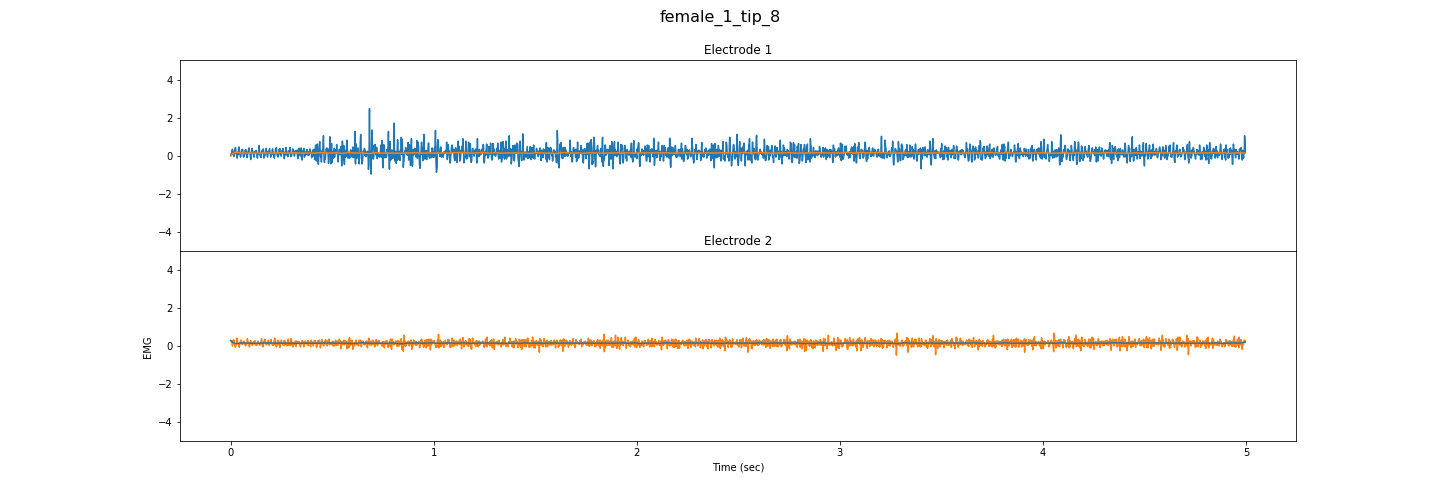 female_1_tip_8
Electrode 1
4
2
0
−2
−4
Electrode 2
4
2
0
−2
−4
EMG
0 1 2 3 4 5
Time (sec)